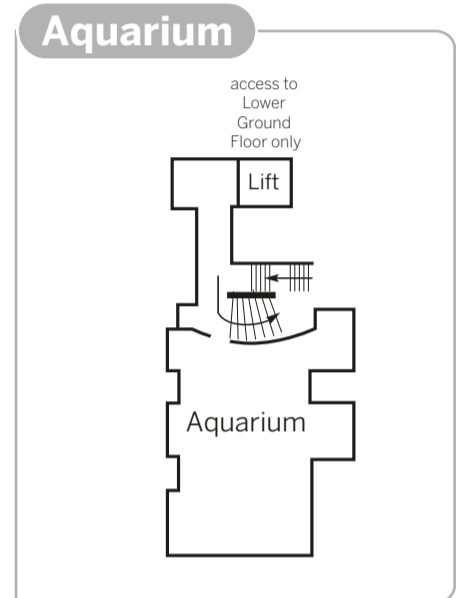 Aquarium
access to
Lower
Ground
Floor only
Lift
Aquarium